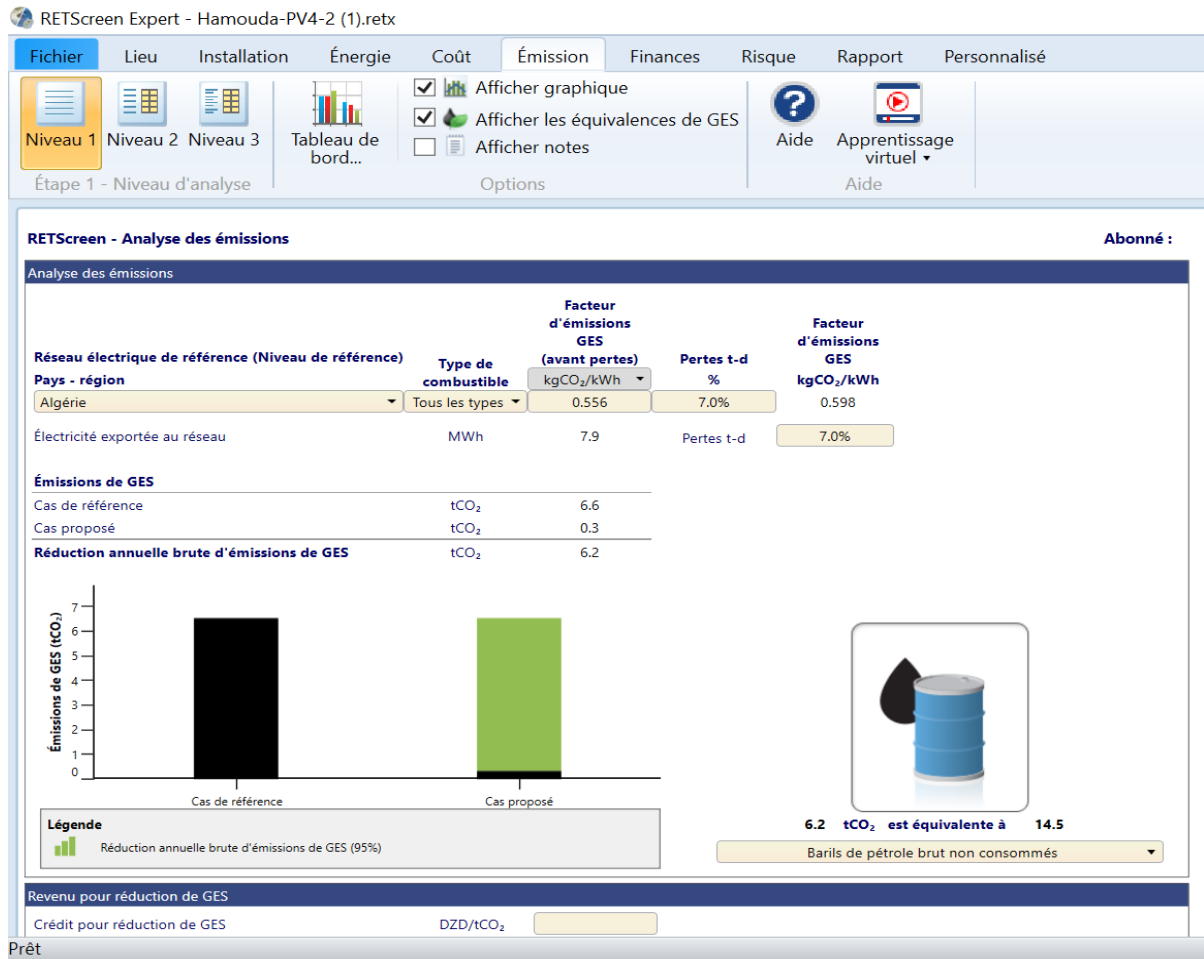 RETScreen Expert - Hamouda-PV4-2 (1).retx
Fichier Lieu Installation Énergie Coût Émission Finances Risque Rapport Personnalisé
Niveau 1 Niveau 2 Niveau 3
Étape 1 - Niveau d'analyse
Tableau de
bord...
Afficher graphique
Afficher les équivalences de GES
Afficher notes
Options
Aide
Apprentissage
virtuel
Aide
RETScreen - Analyse des émissions Abonné :
Analyse des émissions
Réseau électrique de référence (Niveau de référence)
Pays - région
Type de
combustible
Facteur
d'émissions
GES
(avant pertes)
kgCO₂/kWh
Pertes t-d
%
Facteur
d'émissions
GES
kgCO₂/kWh
Algérie Tous les types 0.556 7.0% 0.598
Électricité exportée au réseau MWh 7.9 Pertes t-d 7.0%
Émissions de GES
Cas de référence tCO₂ 6.6
Cas proposé tCO₂ 0.3
Réduction annuelle brute d'émissions de GES tCO₂ 6.2
Émissions de GES (tCO₂)
7
6
5
4
3
2
1
0
Cas de référence Cas proposé
Légende
Réduction annuelle brute d'émissions de GES (95%)
6.2 tCO₂ est équivalente à 14.5
Barils de pétrole brut non consommés
Revenu pour réduction de GES
Crédit pour réduction de GES DZD/tCO₂
Prêt